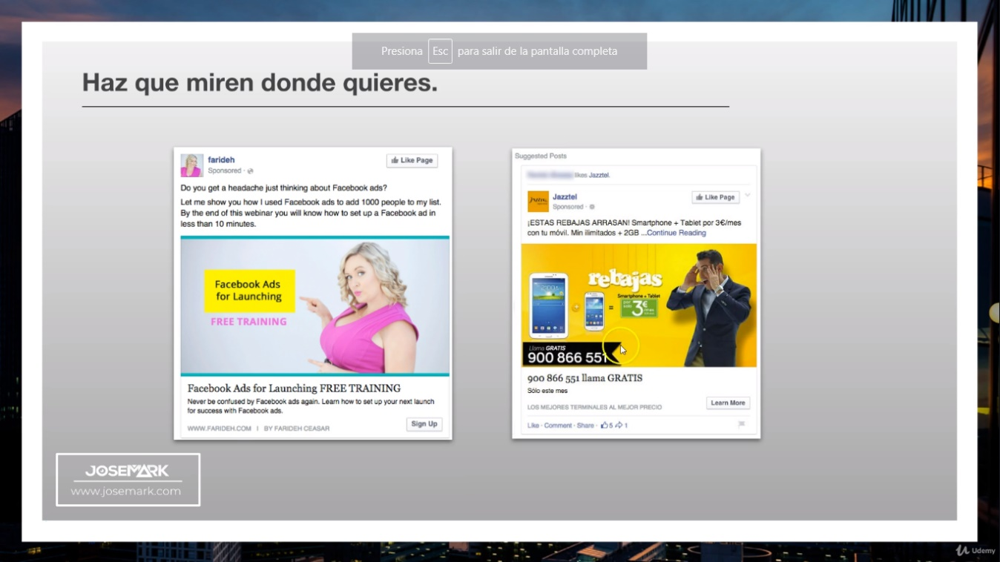 Presiona Esc para salir de la pantalla completa
Haz que miren donde quieres.
farideh
Like Page
Sponsored ·
Do you get a headache just thinking about Facebook ads?
Let me show you how I used Facebook ads to add 1000 people to my list.
By the end of this webinar you will know how to set up a Facebook ad in
less than 10 minutes.
Facebook Ads
for Launching
FREE TRAINING
Facebook Ads for Launching FREE TRAINING
Never be confused by Facebook ads again. Learn how to set up your next launch
for success with Facebook ads.
Sign Up
WWW.FARIDEH.COM | BY FARIDEH CEASAR
Suggested Posts
likes Jazztel.
Jazztel
Like Page
Sponsored ·
¡ESTAS REBAJAS ARRASAN! Smartphone + Tablet por 3€/mes
con tu móvil. Min ilimitados + 2GB ...Continue Reading
rebajas
Smartphone + Tablet
2:00
+
=
por solo 3€ mes
Llama GRATIS
900 866 551
900 866 551 llama GRATIS
Sólo este mes
Learn More
LOS MEJORES TERMINALES AL MEJOR PRECIO
Like · Comment · Share · 5 1
JOSEMARK
www.josemark.com
Udemy